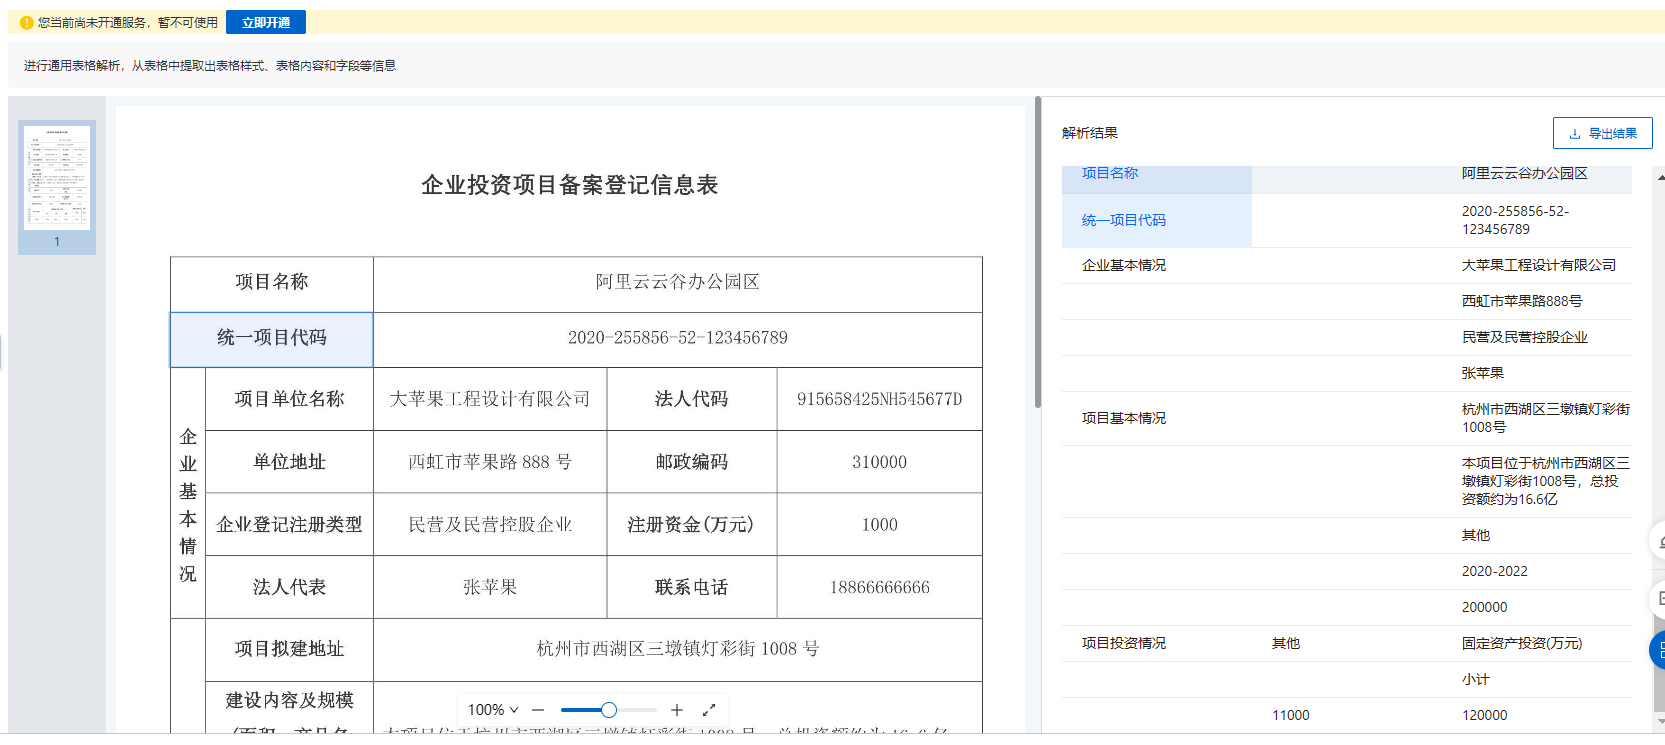 您当前尚未开通服务，暂不可使用 立即开通
进行通用表格解析，从表格中提取出表格样式、表格内容和字段等信息
1
企业投资项目备案登记信息表
项目名称 阿里云云谷办公园区
统一项目代码 2020-255856-52-123456789
企业基本情况
项目单位名称 大苹果工程设计有限公司 法人代码 915658425NH545677D
单位地址 西虹市苹果路 888 号 邮政编码 310000
企业登记注册类型 民营及民营控股企业 注册资金(万元) 1000
法人代表 张苹果 联系电话 18866666666
项目拟建地址 杭州市西湖区三墩镇灯彩街 1008 号
建设内容及规模
100%
解析结果
导出结果
项目名称 阿里云云谷办公园区
统一项目代码 2020-255856-52-
123456789
企业基本情况 大苹果工程设计有限公司
西虹市苹果路888号
民营及民营控股企业
张苹果
项目基本情况 杭州市西湖区三墩镇灯彩街
1008号
本项目位于杭州市西湖区三
墩镇灯彩街1008号，总投
资额约为16.6亿
其他
2020-2022
200000
项目投资情况 其他 固定资产投资(万元)
小计
11000 120000